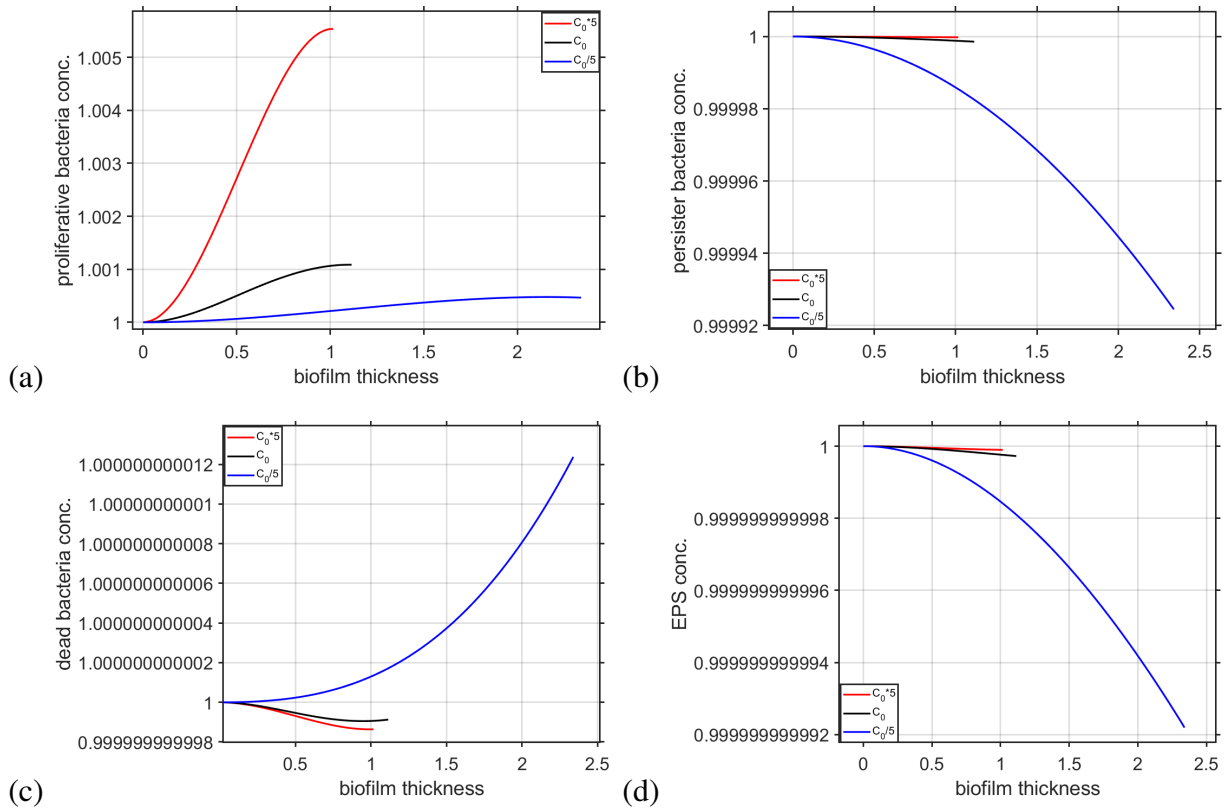 C0*5
C0
C0/5
1.005
1.004
1.003
1.002
1.001
1
proliferative bacteria conc.
0
0.5
1
1.5
2
biofilm thickness
(a)
1
0.99998
0.99996
0.99994
0.99992
persister bacteria conc.
C0*5
C0
C0/5
0
0.5
1
1.5
2
2.5
biofilm thickness
(b)
C0*5
C0
C0/5
1.000000000012
1.00000000001
1.000000000008
1.000000000006
1.000000000004
1.000000000002
1
0.999999999998
dead bacteria conc.
0.5
1
1.5
2
2.5
biofilm thickness
(c)
1
0.999999999998
0.999999999996
0.999999999994
0.999999999992
EPS conc.
C0*5
C0
C0/5
0
0.5
1
1.5
2
2.5
biofilm thickness
(d)